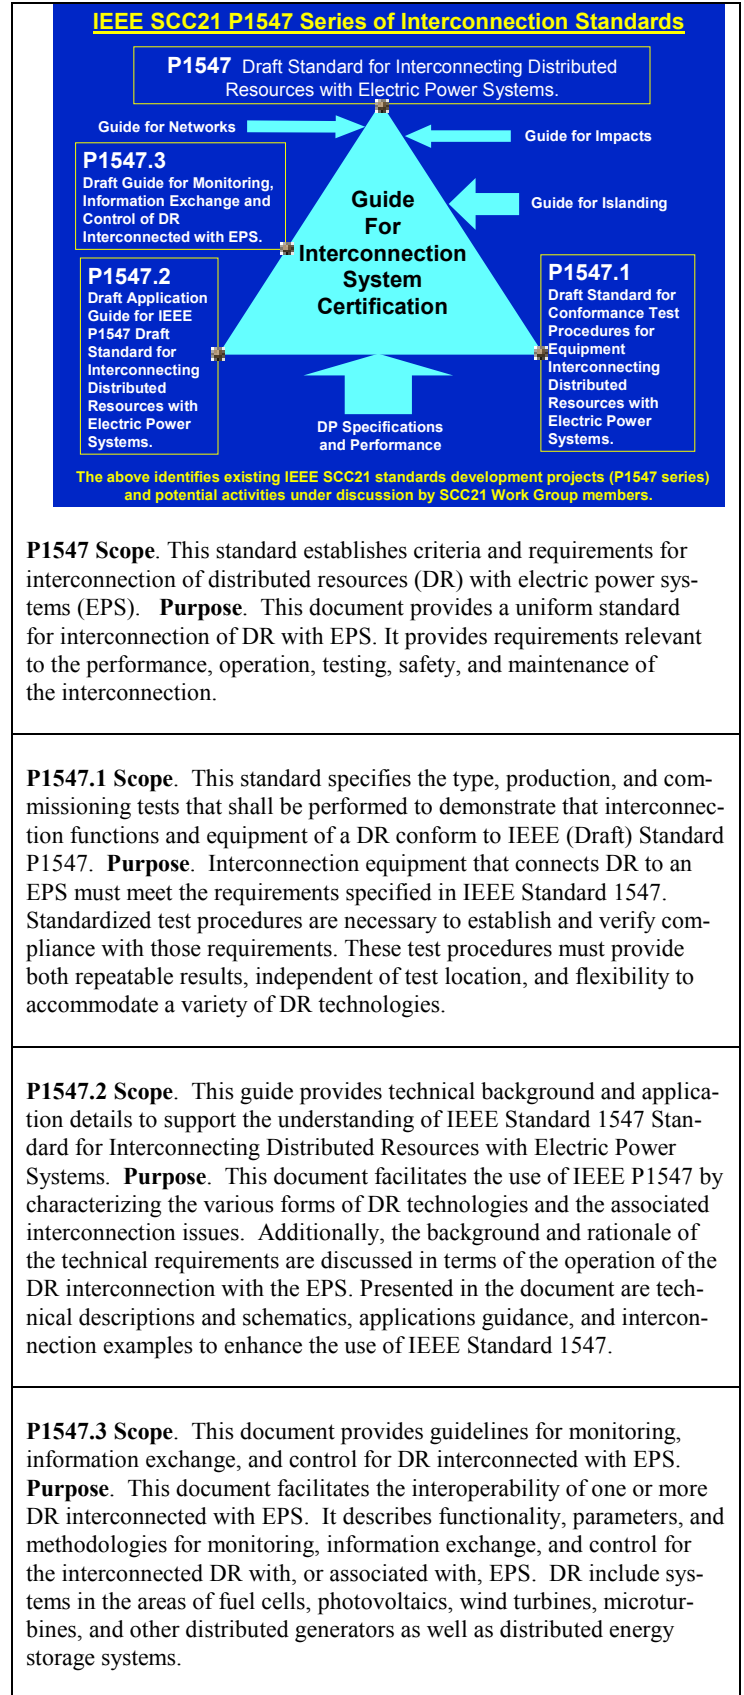 IEEE SCC21 P1547 Series of Interconnection Standards
P1547 Draft Standard for Interconnecting Distributed
Resources with Electric Power Systems.
Guide for Networks
Guide for Impacts
P1547.3
Draft Guide for Monitoring,
Information Exchange and
Control of DR
Interconnected with EPS.
Guide for Islanding
Guide
For
Interconnection
System
Certification
P1547.2
Draft Application
Guide for IEEE
P1547 Draft
Standard for
Interconnecting
Distributed
Resources with
Electric Power
Systems.
P1547.1
Draft Standard for
Conformance Test
Procedures for
Equipment
Interconnecting
Distributed
Resources with
Electric Power
Systems.
DP Specifications
and Performance
The above identifies existing IEEE SCC21 standards development projects (P1547 series)
and potential activities under discussion by SCC21 Work Group members.
P1547 Scope. This standard establishes criteria and requirements for
interconnection of distributed resources (DR) with electric power sys-
tems (EPS). Purpose. This document provides a uniform standard
for interconnection of DR with EPS. It provides requirements relevant
to the performance, operation, testing, safety, and maintenance of
the interconnection.
P1547.1 Scope. This standard specifies the type, production, and com-
missioning tests that shall be performed to demonstrate that interconnec-
tion functions and equipment of a DR conform to IEEE (Draft) Standard
P1547. Purpose. Interconnection equipment that connects DR to an
EPS must meet the requirements specified in IEEE Standard 1547.
Standardized test procedures are necessary to establish and verify com-
pliance with those requirements. These test procedures must provide
both repeatable results, independent of test location, and flexibility to
accommodate a variety of DR technologies.
P1547.2 Scope. This guide provides technical background and applica-
tion details to support the understanding of IEEE Standard 1547 Stan-
dard for Interconnecting Distributed Resources with Electric Power
Systems. Purpose. This document facilitates the use of IEEE P1547 by
characterizing the various forms of DR technologies and the associated
interconnection issues. Additionally, the background and rationale of
the technical requirements are discussed in terms of the operation of the
DR interconnection with the EPS. Presented in the document are tech-
nical descriptions and schematics, applications guidance, and intercon-
nection examples to enhance the use of IEEE Standard 1547.
P1547.3 Scope. This document provides guidelines for monitoring,
information exchange, and control for DR interconnected with EPS.
Purpose. This document facilitates the interoperability of one or more
DR interconnected with EPS. It describes functionality, parameters, and
methodologies for monitoring, information exchange, and control for
the interconnected DR with, or associated with, EPS. DR include sys-
tems in the areas of fuel cells, photovoltaics, wind turbines, microtur-
bines, and other distributed generators as well as distributed energy
storage systems.